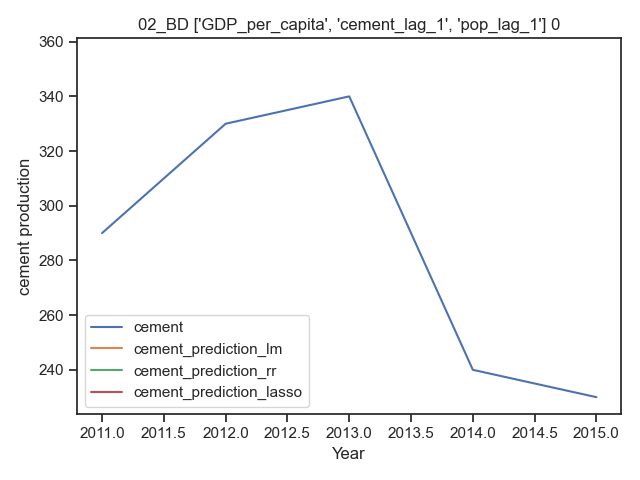 02_BD ['GDP_per_capita', 'cement_lag_1', 'pop_lag_1'] 0
360
340
320
300
280
260
240
cement production
cement
cement_prediction_lm
cement_prediction_rr
cement_prediction_lasso
2011.0 2011.5 2012.0 2012.5 2013.0 2013.5 2014.0 2014.5 2015.0
Year